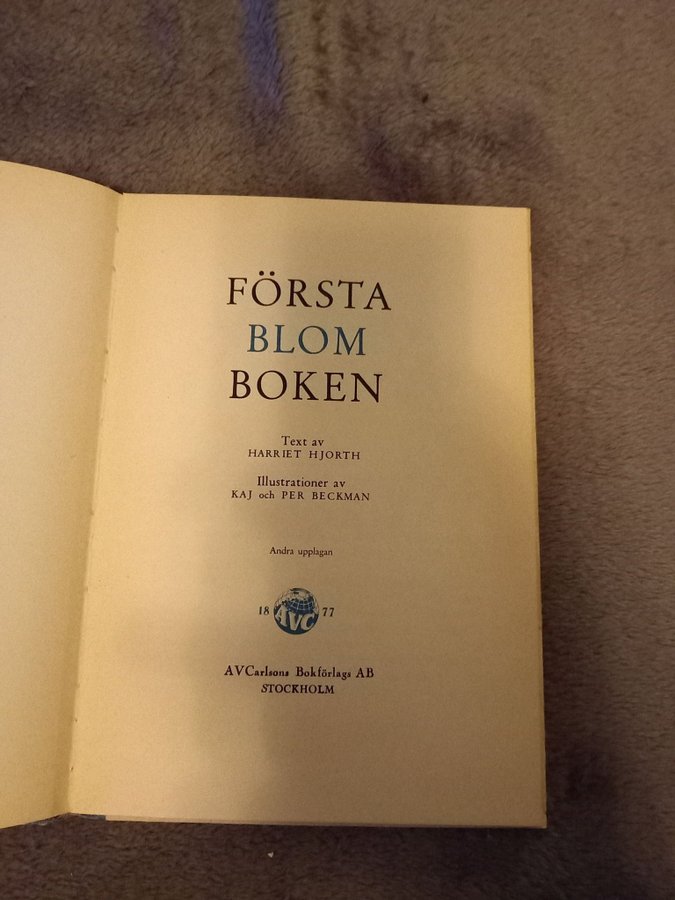 FÖRSTA
BLOM
BOKEN
Text av
HARRIET HJORTH
Illustrationer av
KAJ och PER BECKMAN
Andra upplagan
18 AVC 77
AVCarlsons Bokförlags AB
STOCKHOLM